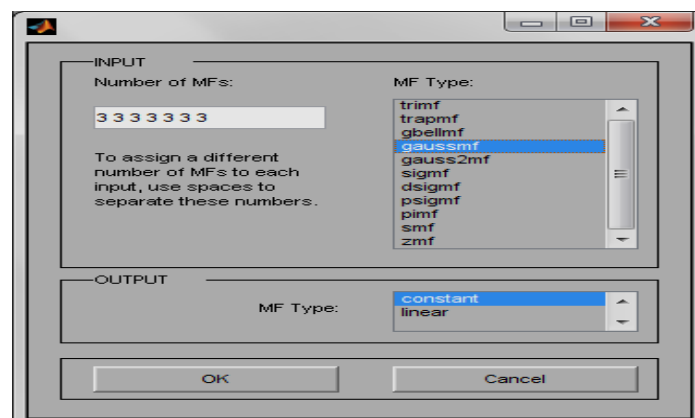 INPUT
Number of MFs:
3 3 3 3 3 3 3
To assign a different
number of MFs to each
input, use spaces to
separate these numbers.
MF Type:
trimf
trapmf
gbellmf
gaussmf
gauss2mf
sigmf
dsigmf
psigmf
pimf
smf
zmf
OUTPUT
MF Type:
constant
linear
OK
Cancel